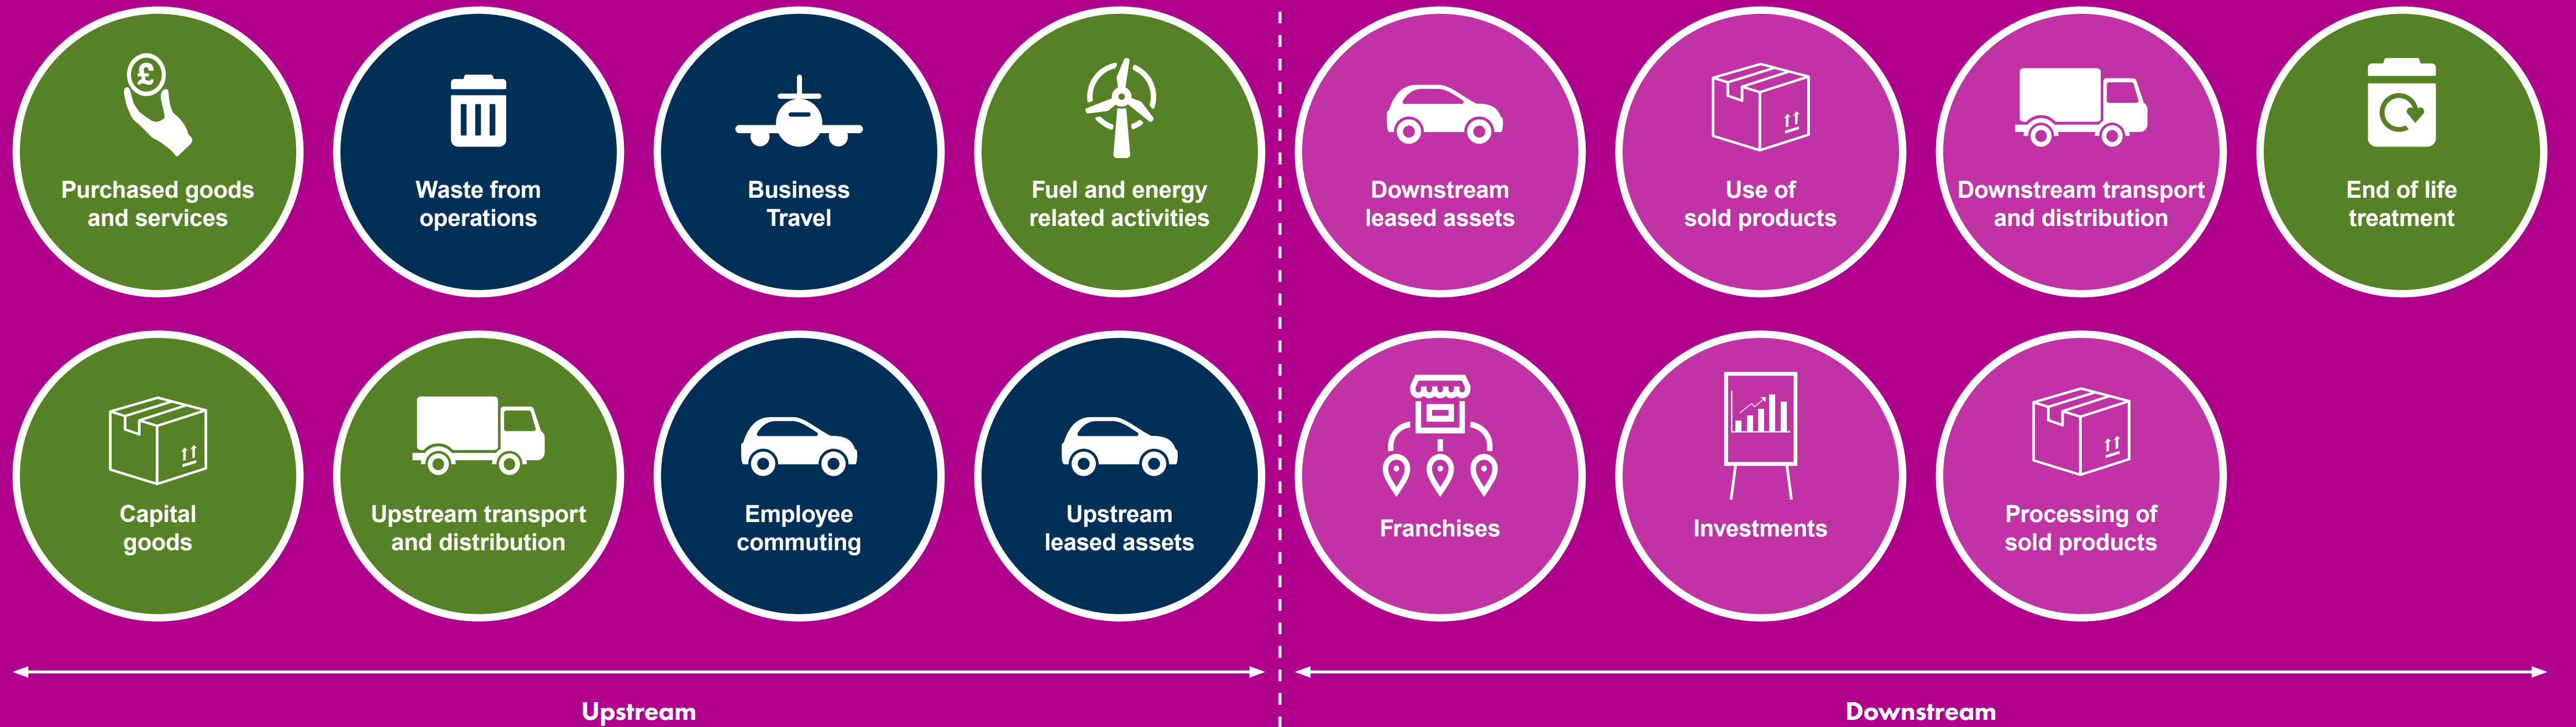 £
Purchased goods
and services
Waste from
operations
Business
Travel
Fuel and energy
related activities
Downstream
leased assets
Use of
sold products
Downstream transport
and distribution
End of life
treatment
Capital
goods
Upstream transport
and distribution
Employee
commuting
Upstream
leased assets
Franchises
Investments
Processing of
sold products
Upstream
Downstream